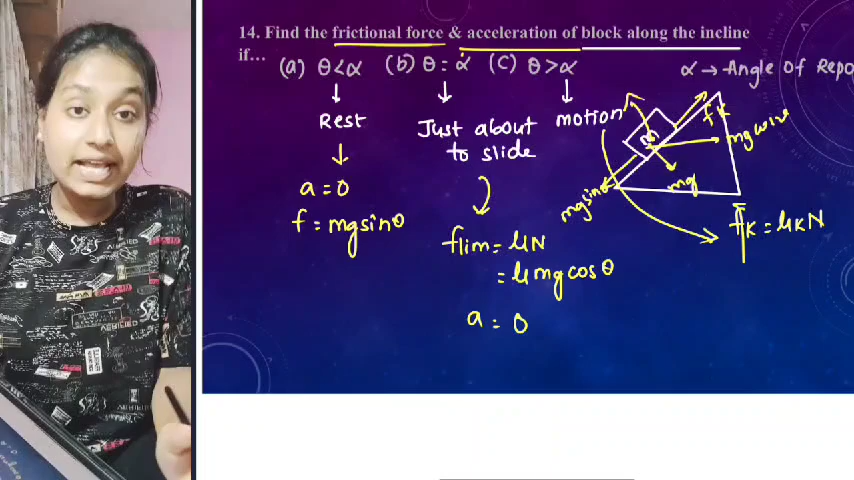 14. Find the frictional force & acceleration of block along the incline
if…
(a) θ<α (b) θ = α (c) θ>α
α → Angle of Repo
Rest
Just about
to slide
motion
a = 0
f = mgsinθ
flim = μN
= μmgcosθ
a = 0
fK
mg
mgsinθ
fK = μKN